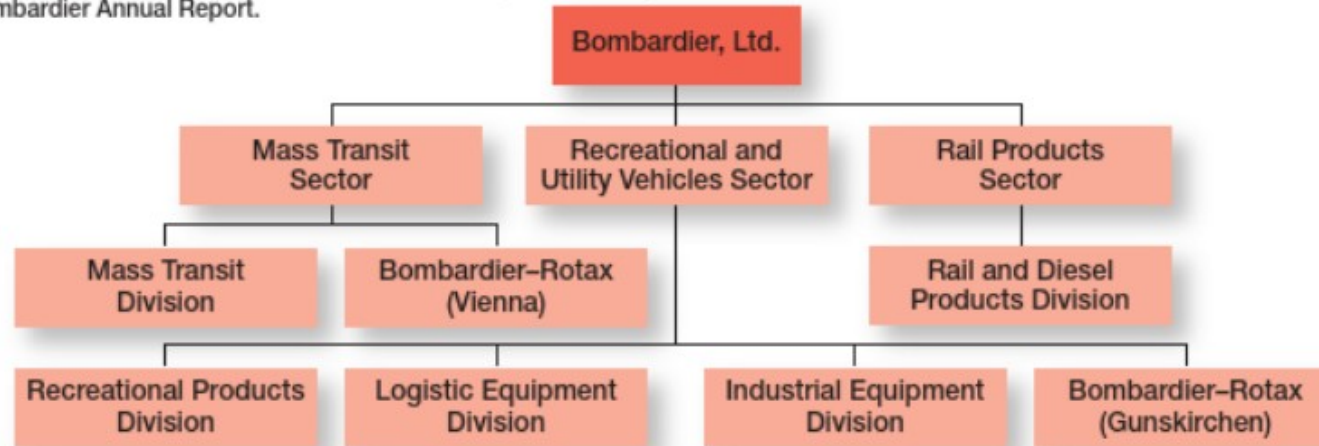 mbardier Annual Report.
Bombardier, Ltd.
Mass Transit
Sector
Recreational and
Utility Vehicles Sector
Rail Products
Sector
Mass Transit
Division
Bombardier–Rotax
(Vienna)
Rail and Diesel
Products Division
Recreational Products
Division
Logistic Equipment
Division
Industrial Equipment
Division
Bombardier–Rotax
(Gunskirchen)